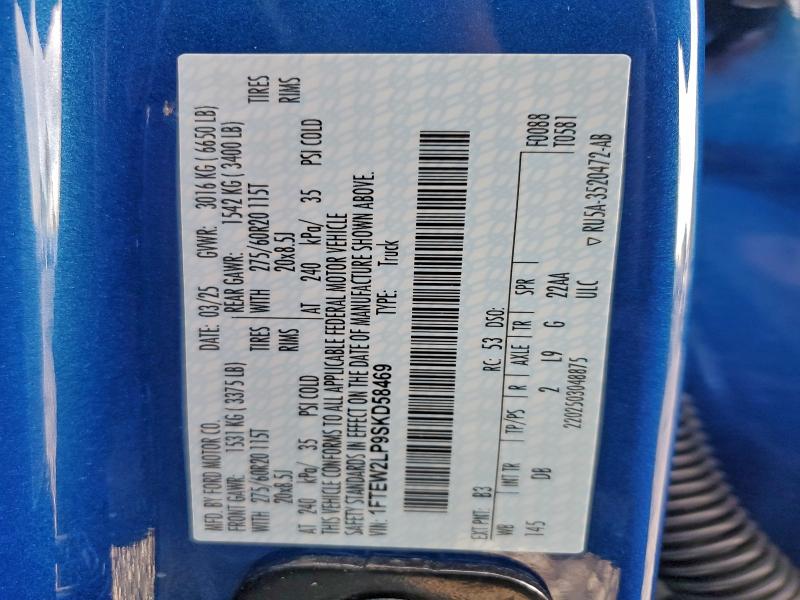 MFD. BY FORD MOTOR CO. DATE: 03/25 GVWR: 3016 KG ( 6650 LB)
FRONT GAWR: 1531 KG ( 3375 LB) REAR GAWR: 1542 KG ( 3400 LB)
WITH 275/60R20 115T TIRES WITH 275/60R20 115T TIRES
20x8.5J RIMS 20x8.5J RIMS
AT 240 kPa/ 35 PSI COLD AT 240 kPa/ 35 PSI COLD
THIS VEHICLE CONFORMS TO ALL APPLICABLE FEDERAL MOTOR VEHICLE
SAFETY STANDARDS IN EFFECT ON THE DATE OF MANUFACTURE SHOWN ABOVE.
VIN: 1FTEW2LP9SKD58469 TYPE: Truck
EXT PNT: B3 RC: 53 DSO: F0088
WB INT TR TP/PS R AXLE TR SPR T0581
145 DB 2 L9 G 22AA
2202503048875 ULC
▽ RU5A-3520472-AB